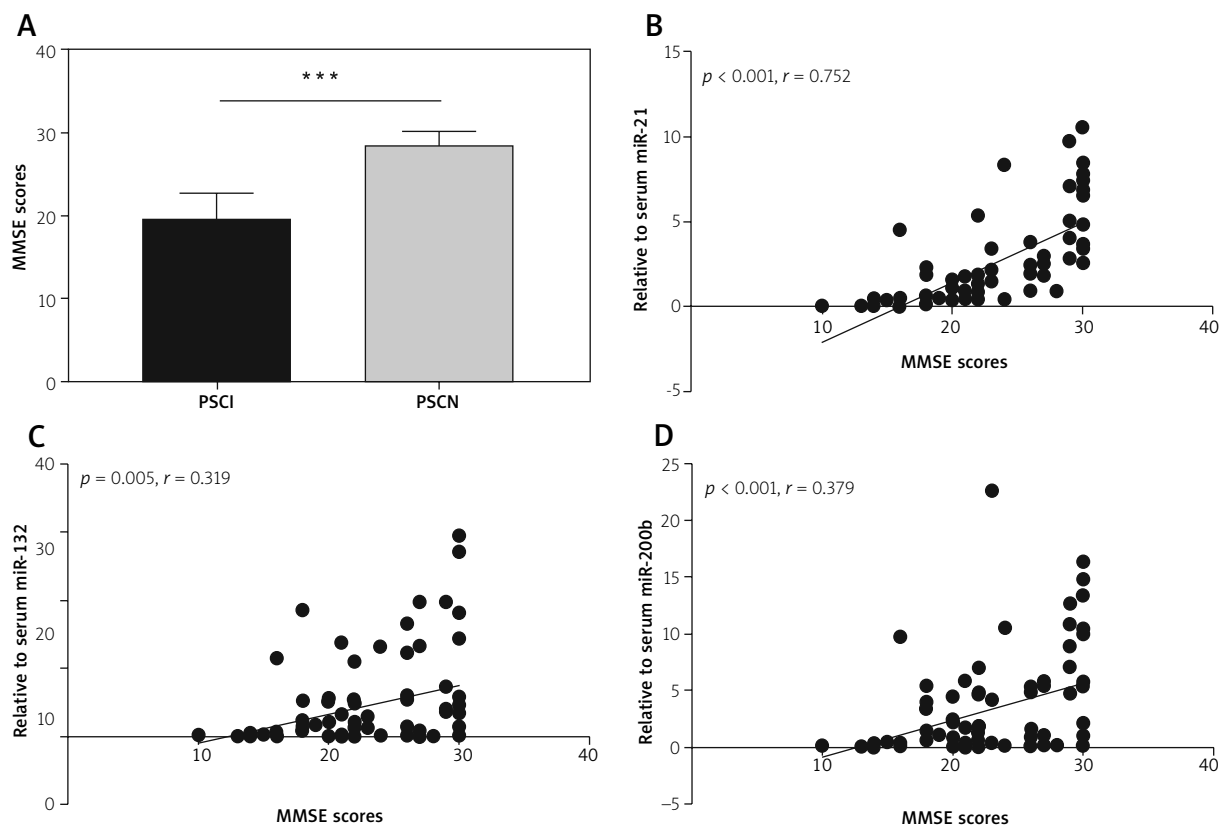 A
40
30
20
10
0
MMSE scores
***
PSCI
PSCN
B
15
10
5
0
-5
p < 0.001, r = 0.752
Relative to serum miR-21
10
20
30
40
MMSE scores
C
40
30
20
10
0
p = 0.005, r = 0.319
Relative to serum miR-132
10
20
30
40
MMSE scores
D
25
20
15
10
5
0
–5
p < 0.001, r = 0.379
Relative to serum miR-200b
10
20
30
40
MMSE scores